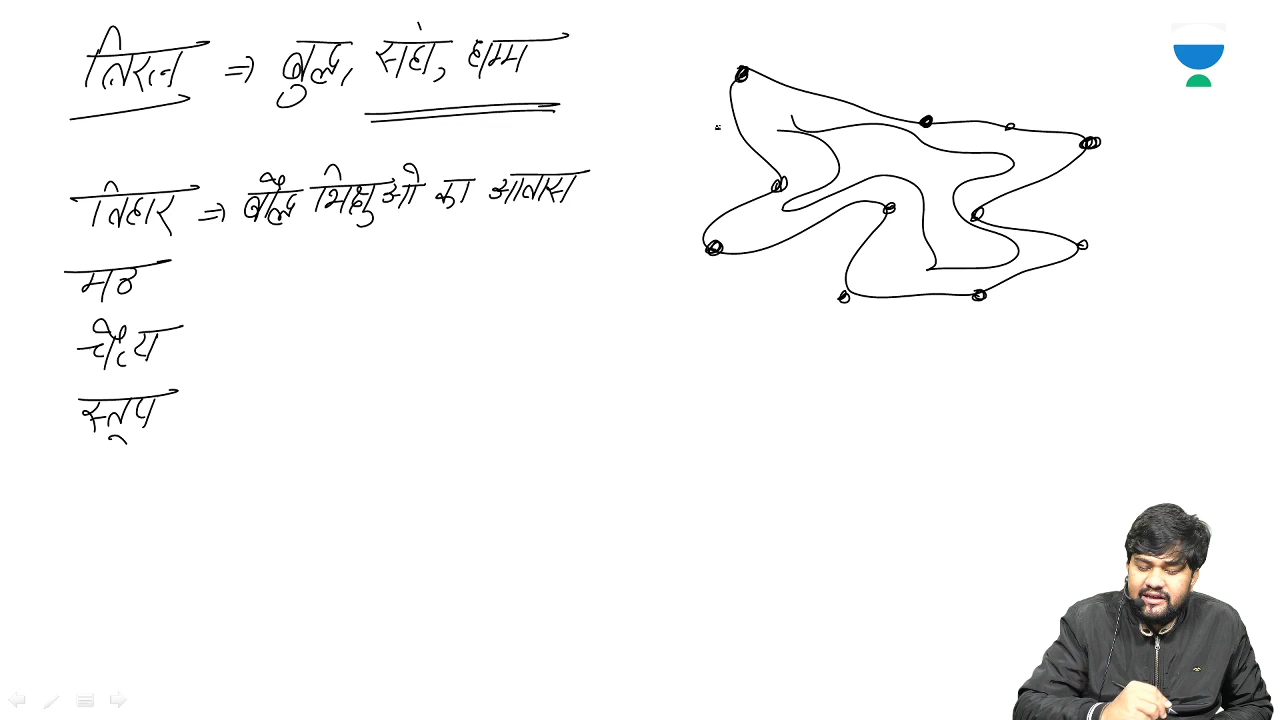 त्रिरत्न ⇒ बुद्ध, संघ, धम्म
विहार ⇒ बौद्ध भिक्षुओ का आवास
मठ
चैत्य
स्तूप